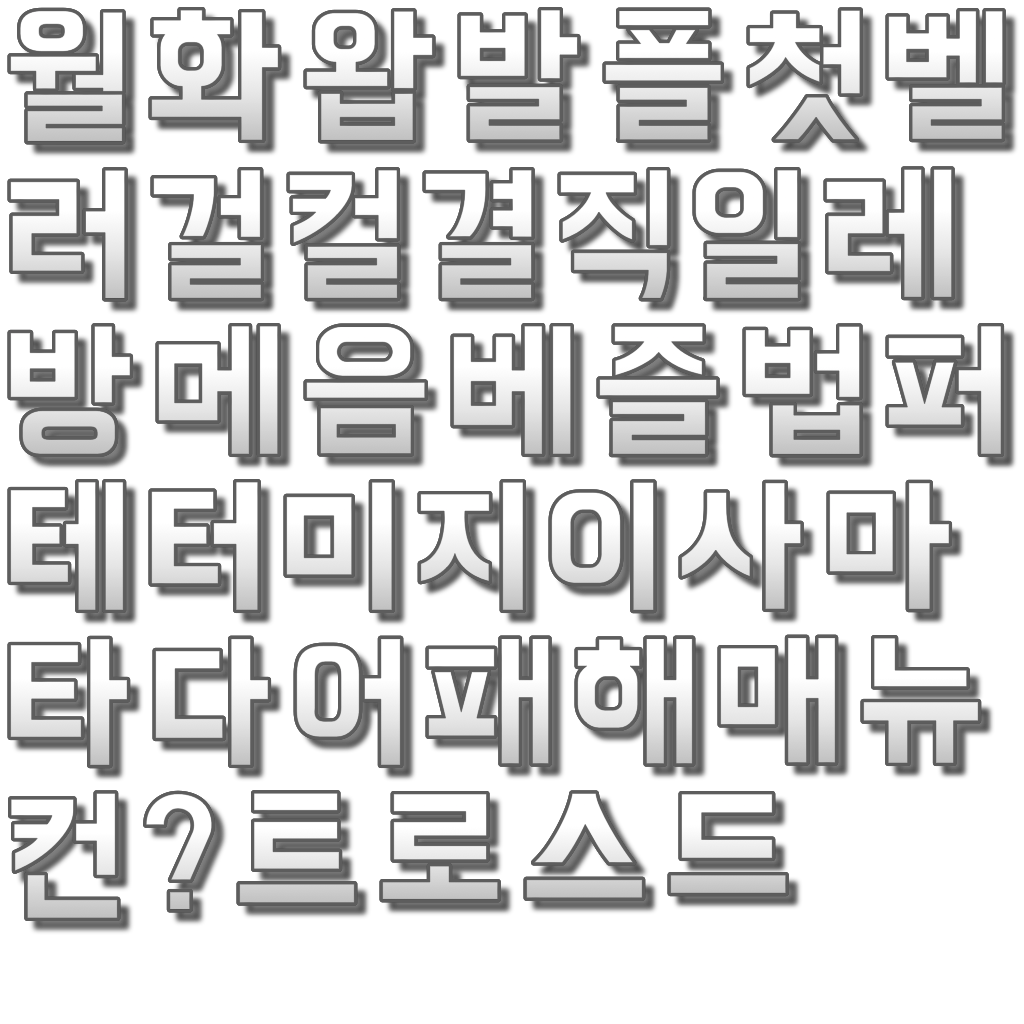 월화왑발플첫벨
러걸컬결직일레
방메음베즐법퍼
테터미지이사마
타다어패해매뉴
컨?트로스드